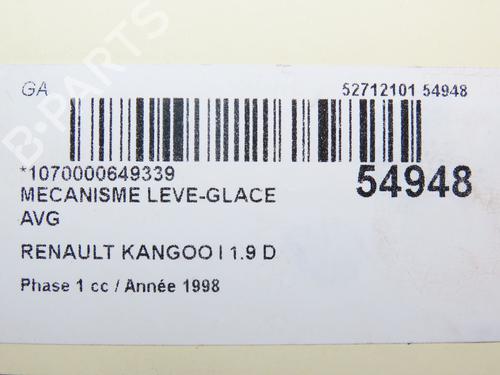 GA 52712101 54948
*1070000649339 54948
MECANISME LEVE-GLACE
AVG
RENAULT KANGOO I 1.9 D
Phase 1 cc / Année 1998
B-PARTS